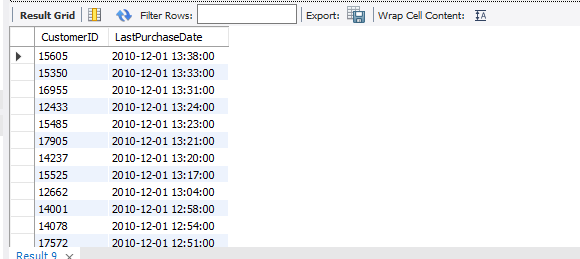 Result Grid Filter Rows: Export: Wrap Cell Content: IA
CustomerID LastPurchaseDate
15605 2010-12-01 13:38:00
15350 2010-12-01 13:33:00
16955 2010-12-01 13:31:00
12433 2010-12-01 13:24:00
15485 2010-12-01 13:23:00
17905 2010-12-01 13:21:00
14237 2010-12-01 13:20:00
15525 2010-12-01 13:17:00
12662 2010-12-01 13:04:00
14001 2010-12-01 12:58:00
14078 2010-12-01 12:54:00
17572 2010-12-01 12:51:00
Result 9 ×